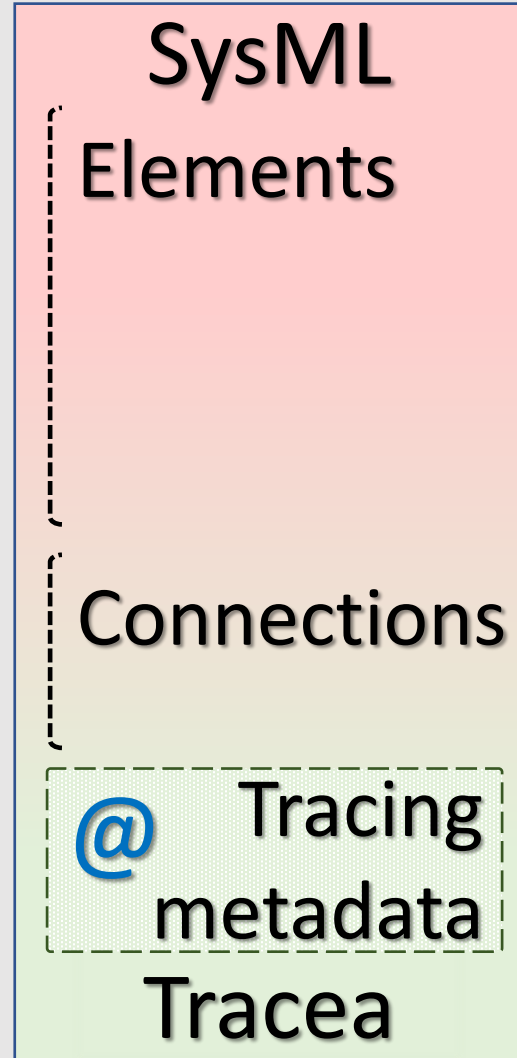 SysML
Elements
Connections
@ Tracing
metadata
Tracea